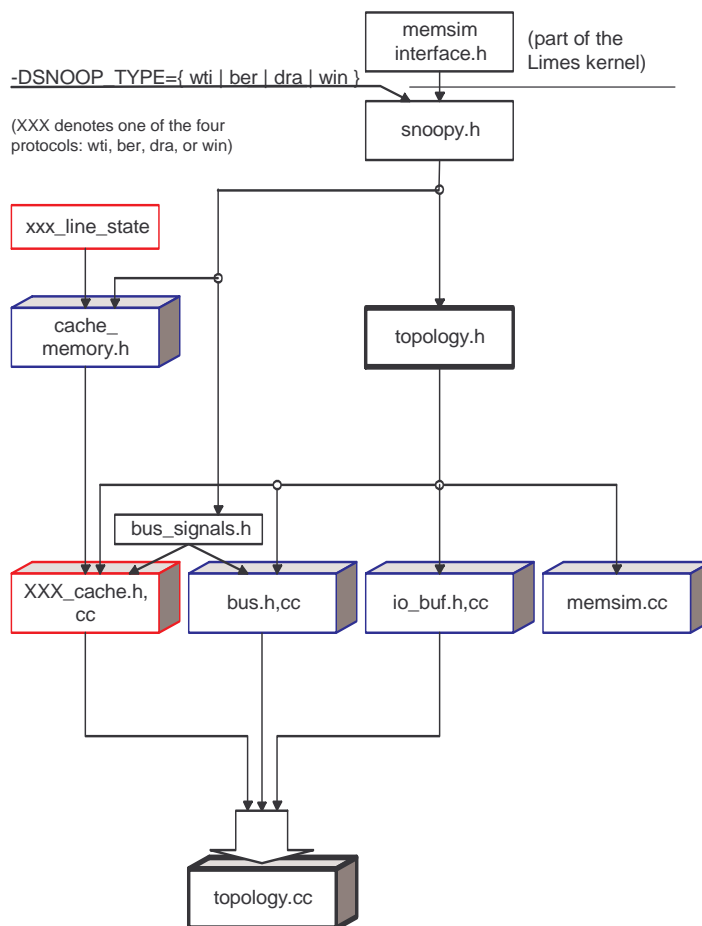 memsim
interface.h
(part of the
Limes kernel)
-DSNOOP_TYPE={ wti | ber | dra | win }
(XXX denotes one of the four
protocols: wti, ber, dra, or win)
snoopy.h
xxx_line_state
cache_
memory.h
topology.h
bus_signals.h
XXX_cache.h,
cc
bus.h,cc
io_buf.h,cc
memsim.cc
topology.cc